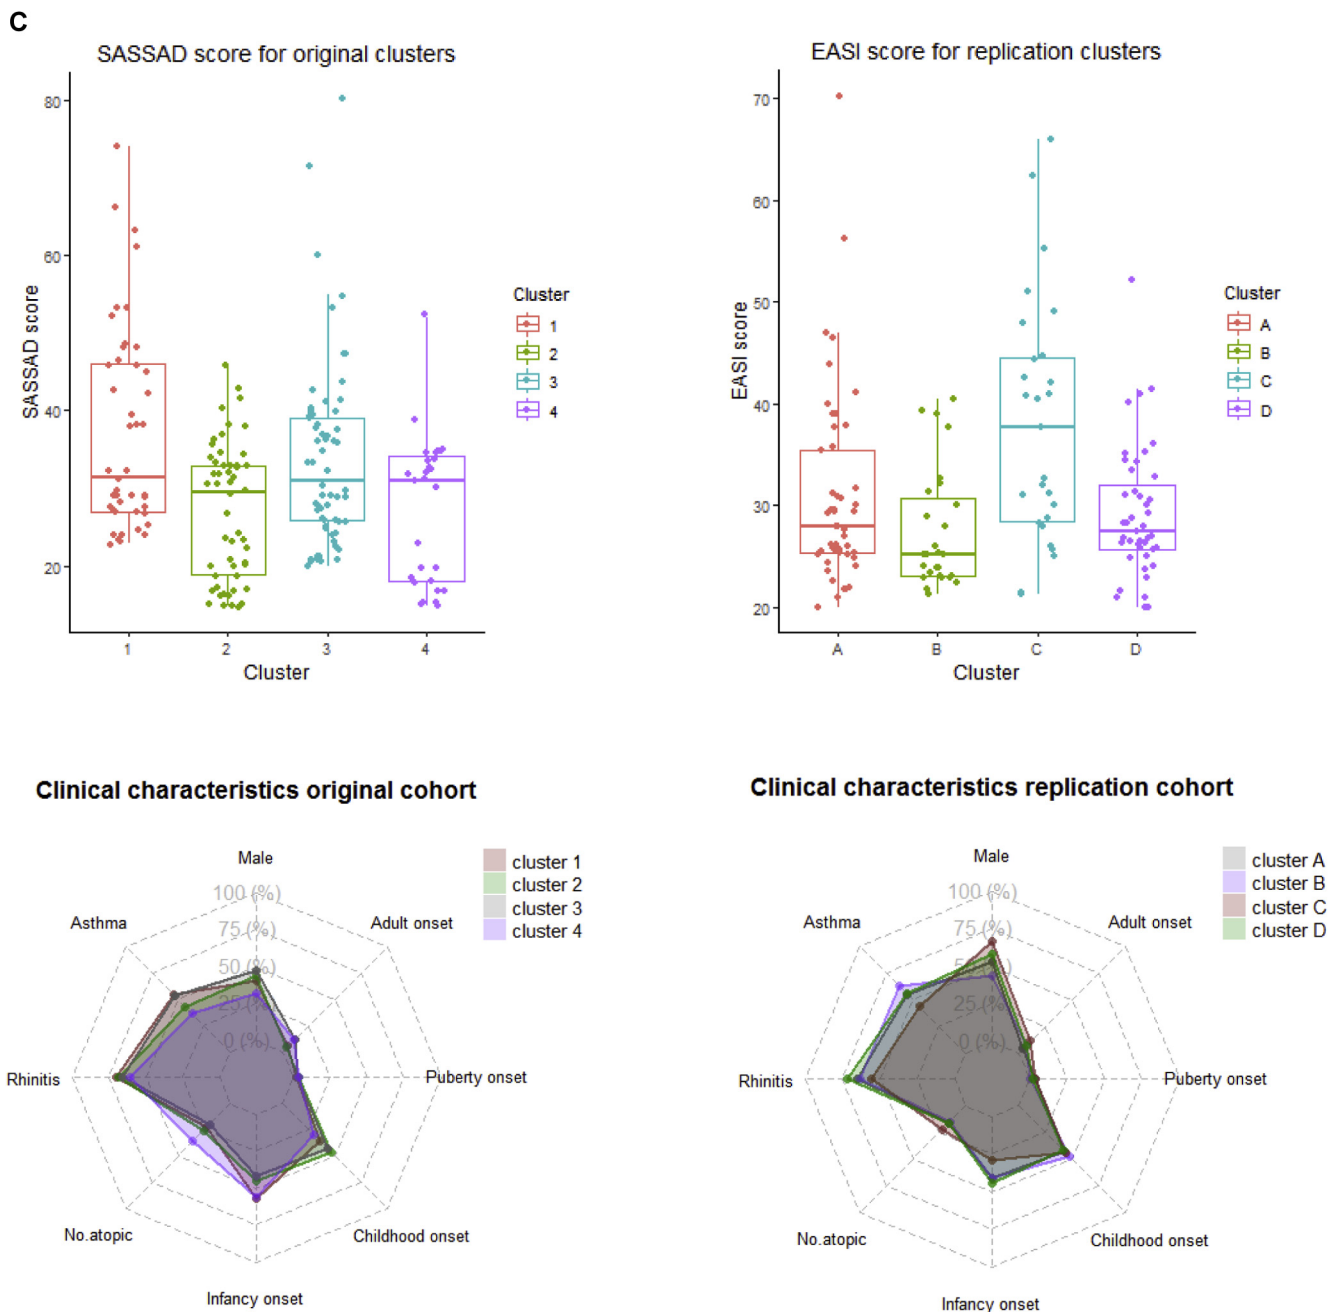 C
SASSAD score for original clusters
80
60
40
20
SASSAD score
1
2
3
4
Cluster
Cluster
1
2
3
4
EASI score for replication clusters
70
60
50
40
30
20
EASI score
A
B
C
D
Cluster
Cluster
A
B
C
D
Clinical characteristics original cohort
cluster 1
cluster 2
cluster 3
cluster 4
Male
100 (%)
75 (%)
50 (%)
25 (%)
0 (%)
Asthma
Adult onset
Rhinitis
Puberty onset
No.atopic
Childhood onset
Infancy onset
Clinical characteristics replication cohort
cluster A
cluster B
cluster C
cluster D
Male
100 (%)
75 (%)
50 (%)
25 (%)
0 (%)
Asthma
Adult onset
Rhinitis
Puberty onset
No.atopic
Childhood onset
Infancy onset